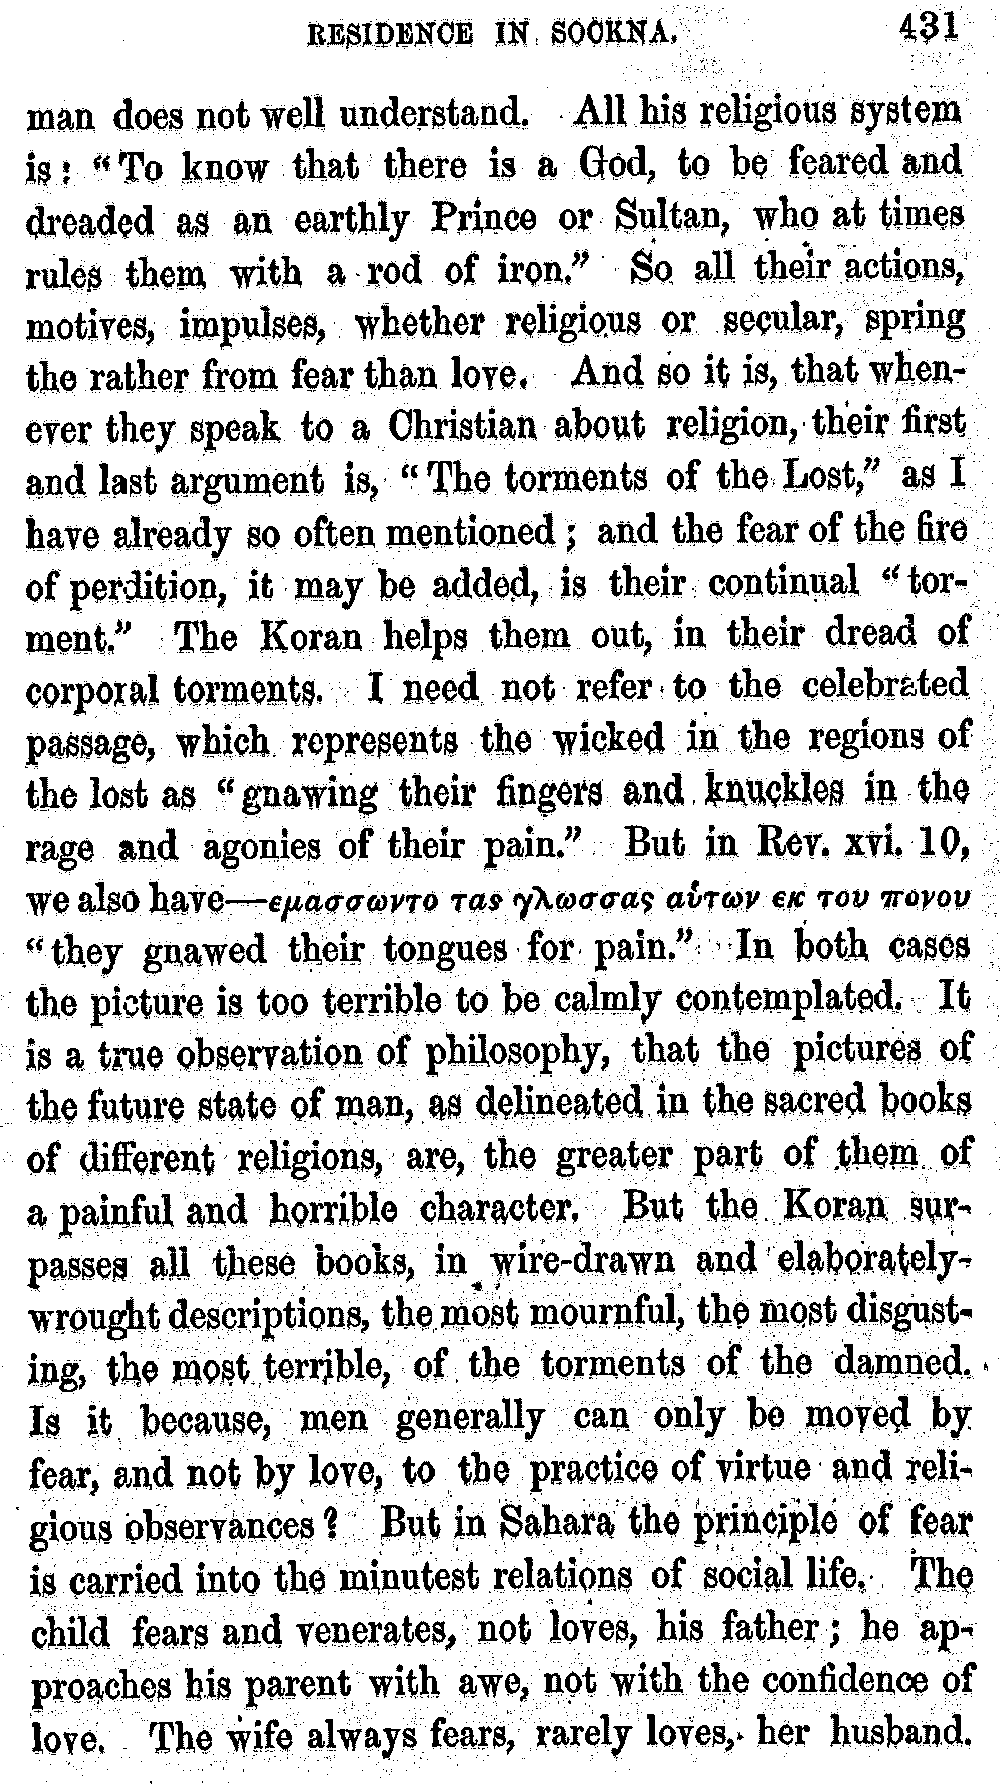 RESIDENCE IN SOCKNA. 431
man does not well understand. All his religious system
is: "To know that there is a God, to be feared and
dreaded as an earthly Prince or Sultan, who at times
rules them with a rod of iron." So all their actions,
motives, impulses, whether religious or secular, spring
the rather from fear than love. And so it is, that when-
ever they speak to a Christian about religion, their first
and last argument is, "The torments of the Lost," as I
have already so often mentioned; and the fear of the fire
of perdition, it may be added, is their continual "tor-
ment." The Koran helps them out, in their dread of
corporal torments. I need not refer to the celebrated
passage, which represents the wicked in the regions of
the lost as "gnawing their fingers and knuckles in the
rage and agonies of their pain." But in Rev. xvi. 10,
we also have—εμασσωντο τας γλωσσας αὑτων εκ του πονου
"they gnawed their tongues for pain." In both cases
the picture is too terrible to be calmly contemplated. It
is a true observation of philosophy, that the pictures of
the future state of man, as delineated in the sacred books
of different religions, are, the greater part of them of
a painful and horrible character. But the Koran sur-
passes all these books, in wire-drawn and elaborately-
wrought descriptions, the most mournful, the most disgust-
ing, the most terrible, of the torments of the damned.
Is it because, men generally can only be moved by
fear, and not by love, to the practice of virtue and reli-
gious observances? But in Sahara the principle of fear
is carried into the minutest relations of social life. The
child fears and venerates, not loves, his father; he ap-
proaches his parent with awe, not with the confidence of
love. The wife always fears, rarely loves, her husband.